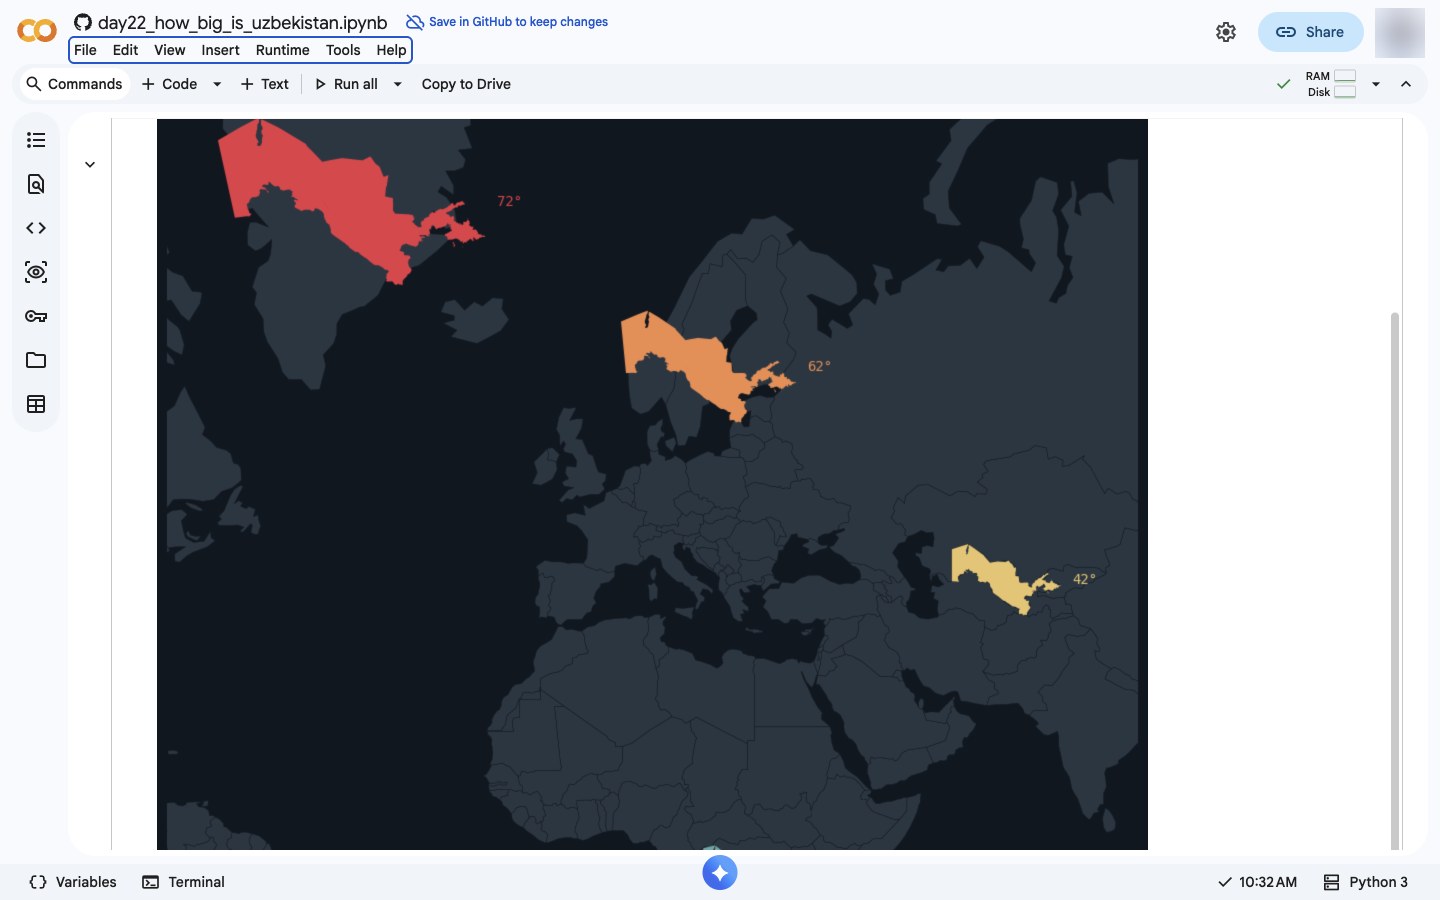 day22_how_big_is_uzbekistan.ipynb
Save in GitHub to keep changes
File Edit View Insert Runtime Tools Help
Share
Commands + Code + Text Run all Copy to Drive
RAM
Disk
72°
62°
42°
Variables Terminal
10:32 AM Python 3